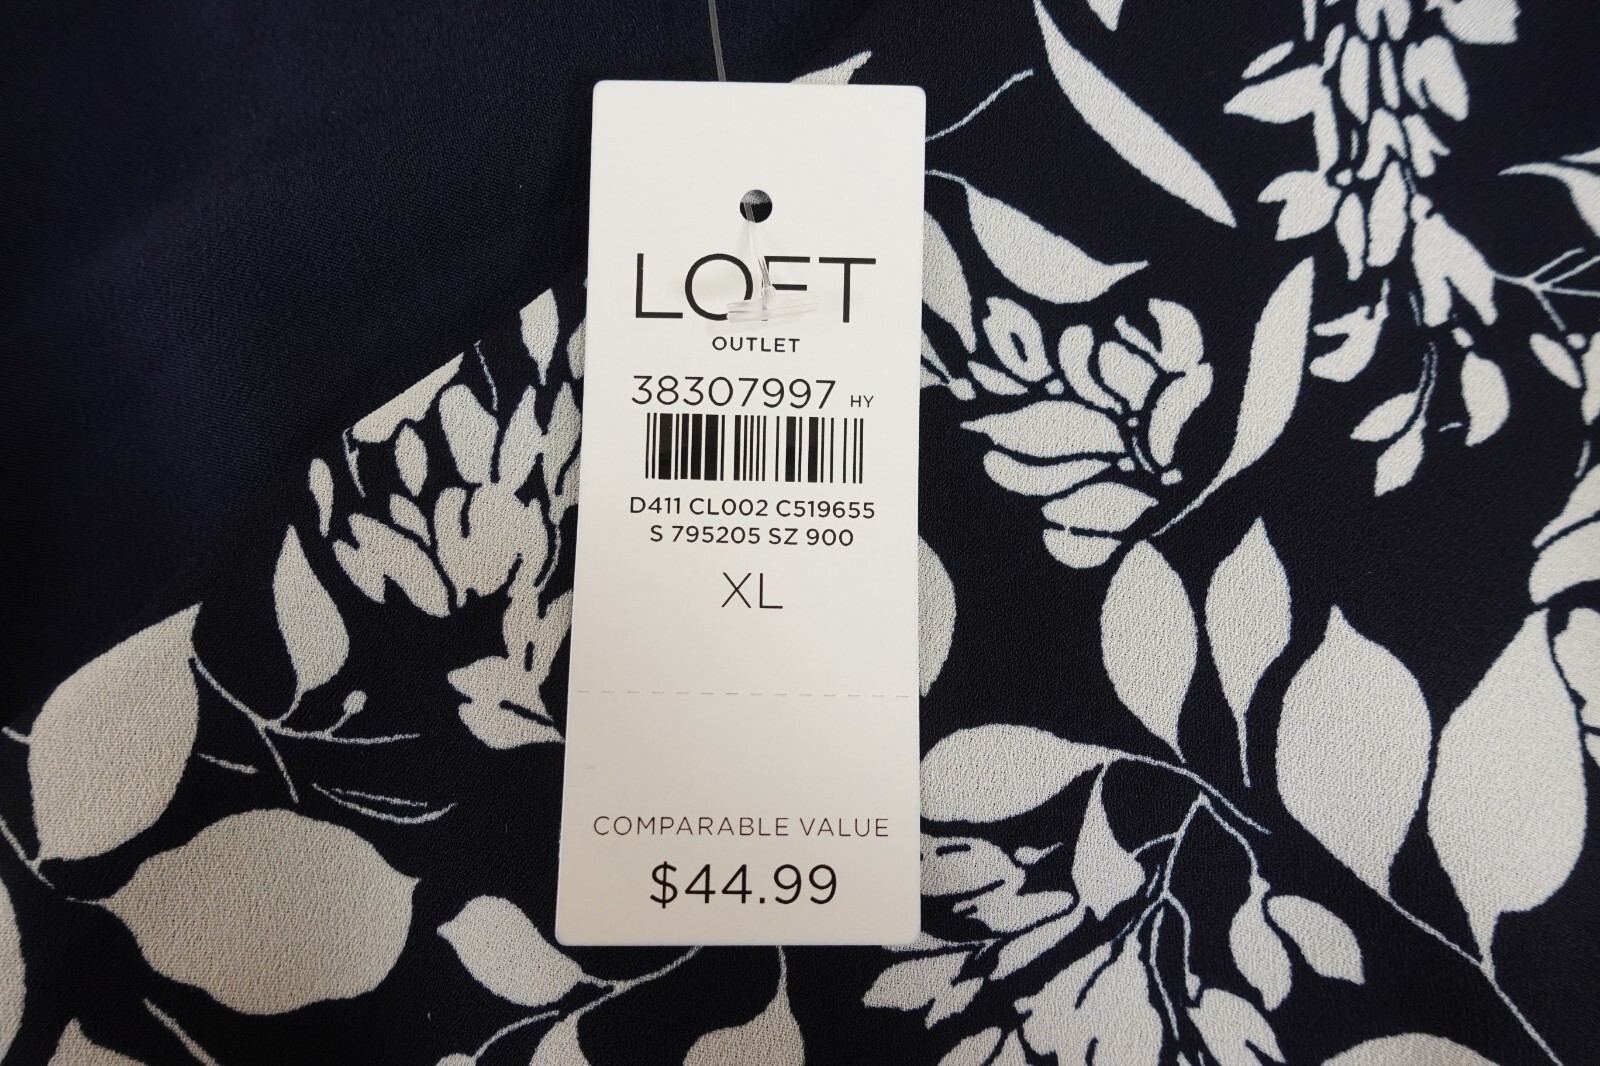 LOFT
OUTLET
38307997 HY
D411 CL002 C519655
S 795205 SZ 900
XL
COMPARABLE VALUE
$44.99